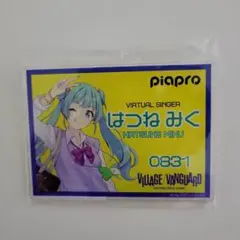 piapro
VIRTUAL SINGER
はつね みく
HATSUNE MIKU
0831
VILLAGE VANGUARD